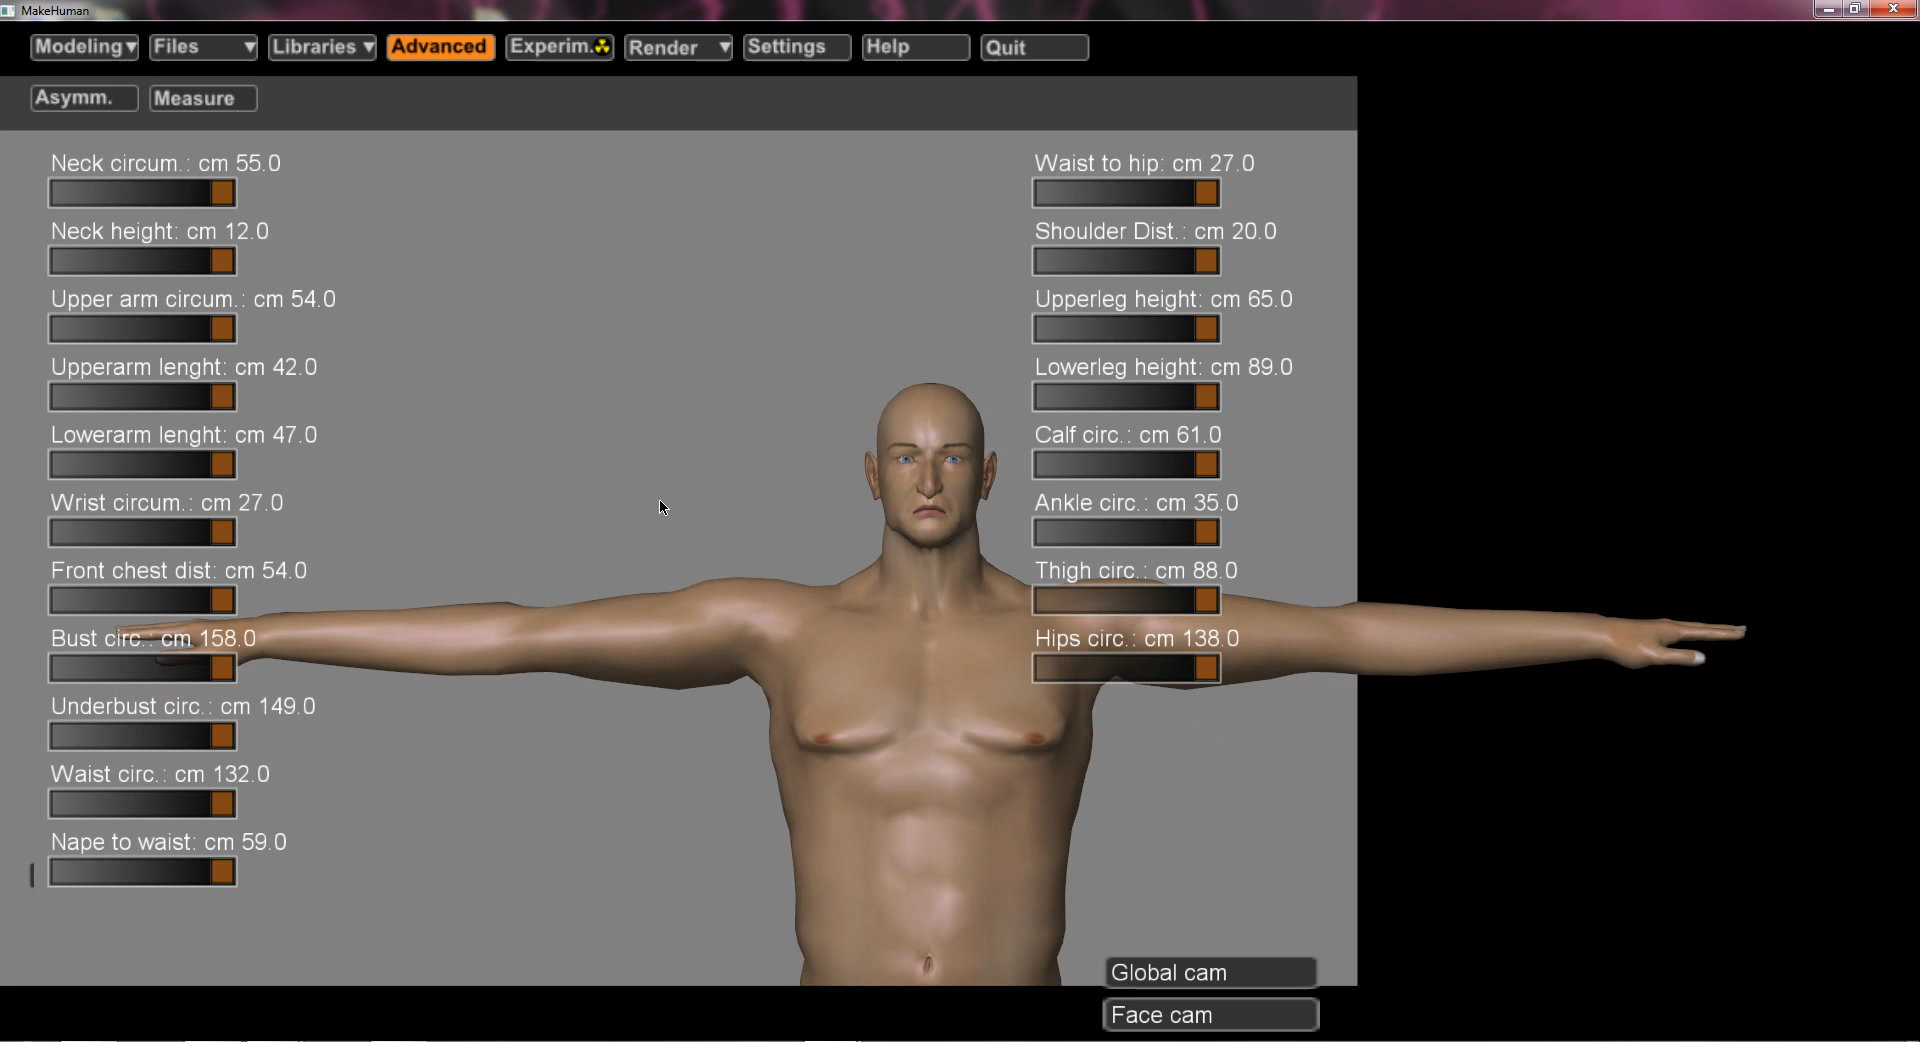 MakeHuman
Modeling Files Libraries Advanced Experim. Render Settings Help Quit
Asymm. Measure
Neck circum.: cm 55.0
Neck height: cm 12.0
Upper arm circum.: cm 54.0
Upperarm lenght: cm 42.0
Lowerarm lenght: cm 47.0
Wrist circum.: cm 27.0
Front chest dist: cm 54.0
Bust circ.: cm 158.0
Underbust circ.: cm 149.0
Waist circ.: cm 132.0
Nape to waist: cm 59.0
Waist to hip: cm 27.0
Shoulder Dist.: cm 20.0
Upperleg height: cm 65.0
Lowerleg height: cm 89.0
Calf circ.: cm 61.0
Ankle circ.: cm 35.0
Thigh circ.: cm 88.0
Hips circ.: cm 138.0
Global cam
Face cam